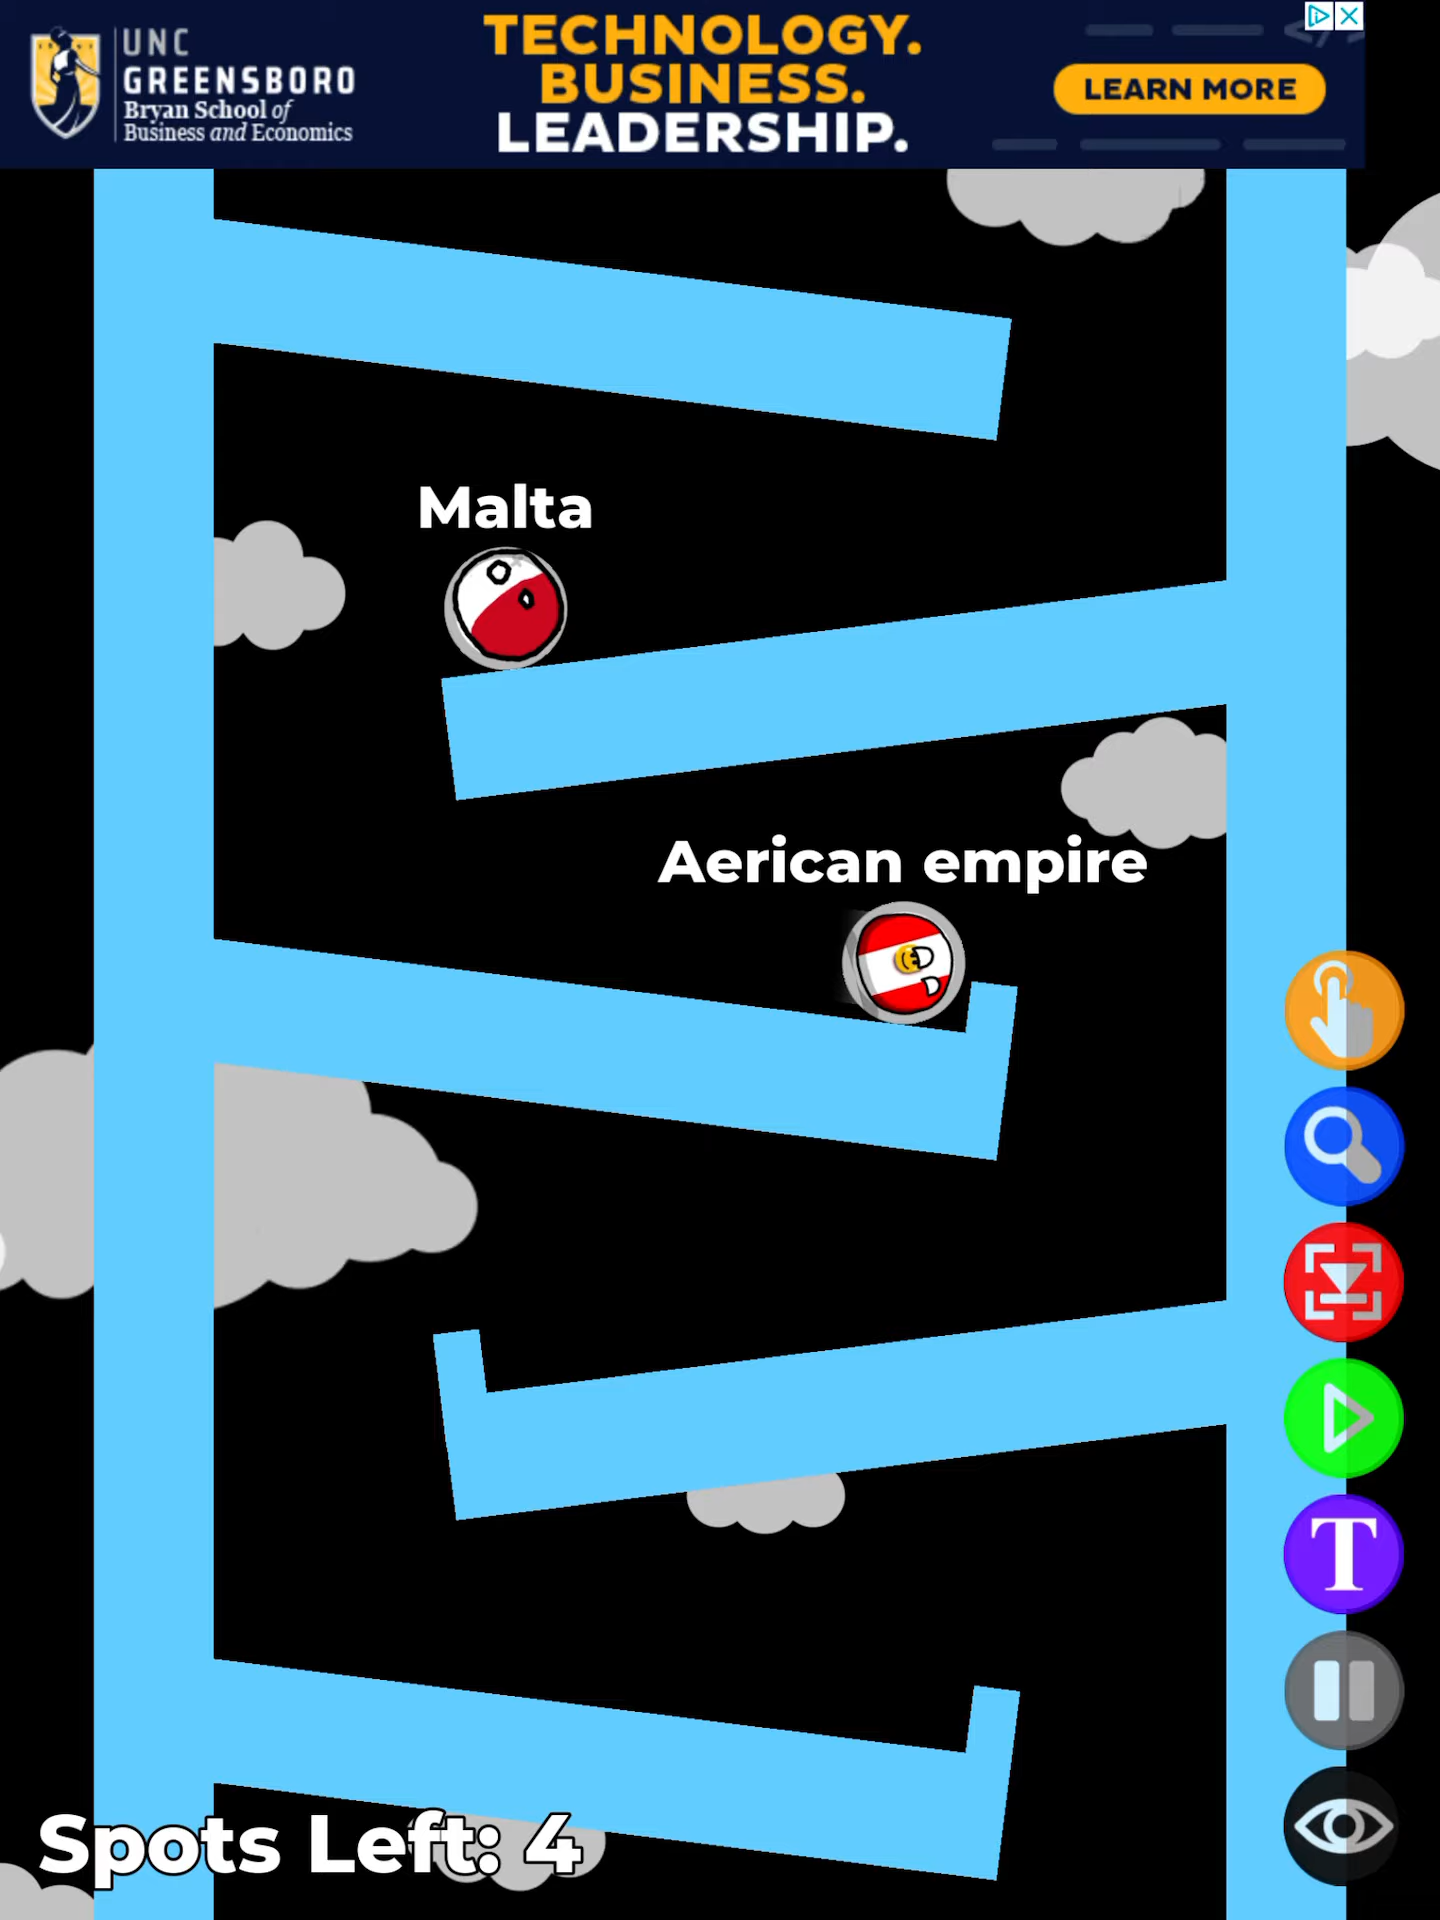 UNC
GREENSBORO
Bryan School of
Business and Economics
TECHNOLOGY.
BUSINESS.
LEADERSHIP.
LEARN MORE
Malta
Aerican empire
T
Spots Left: 4